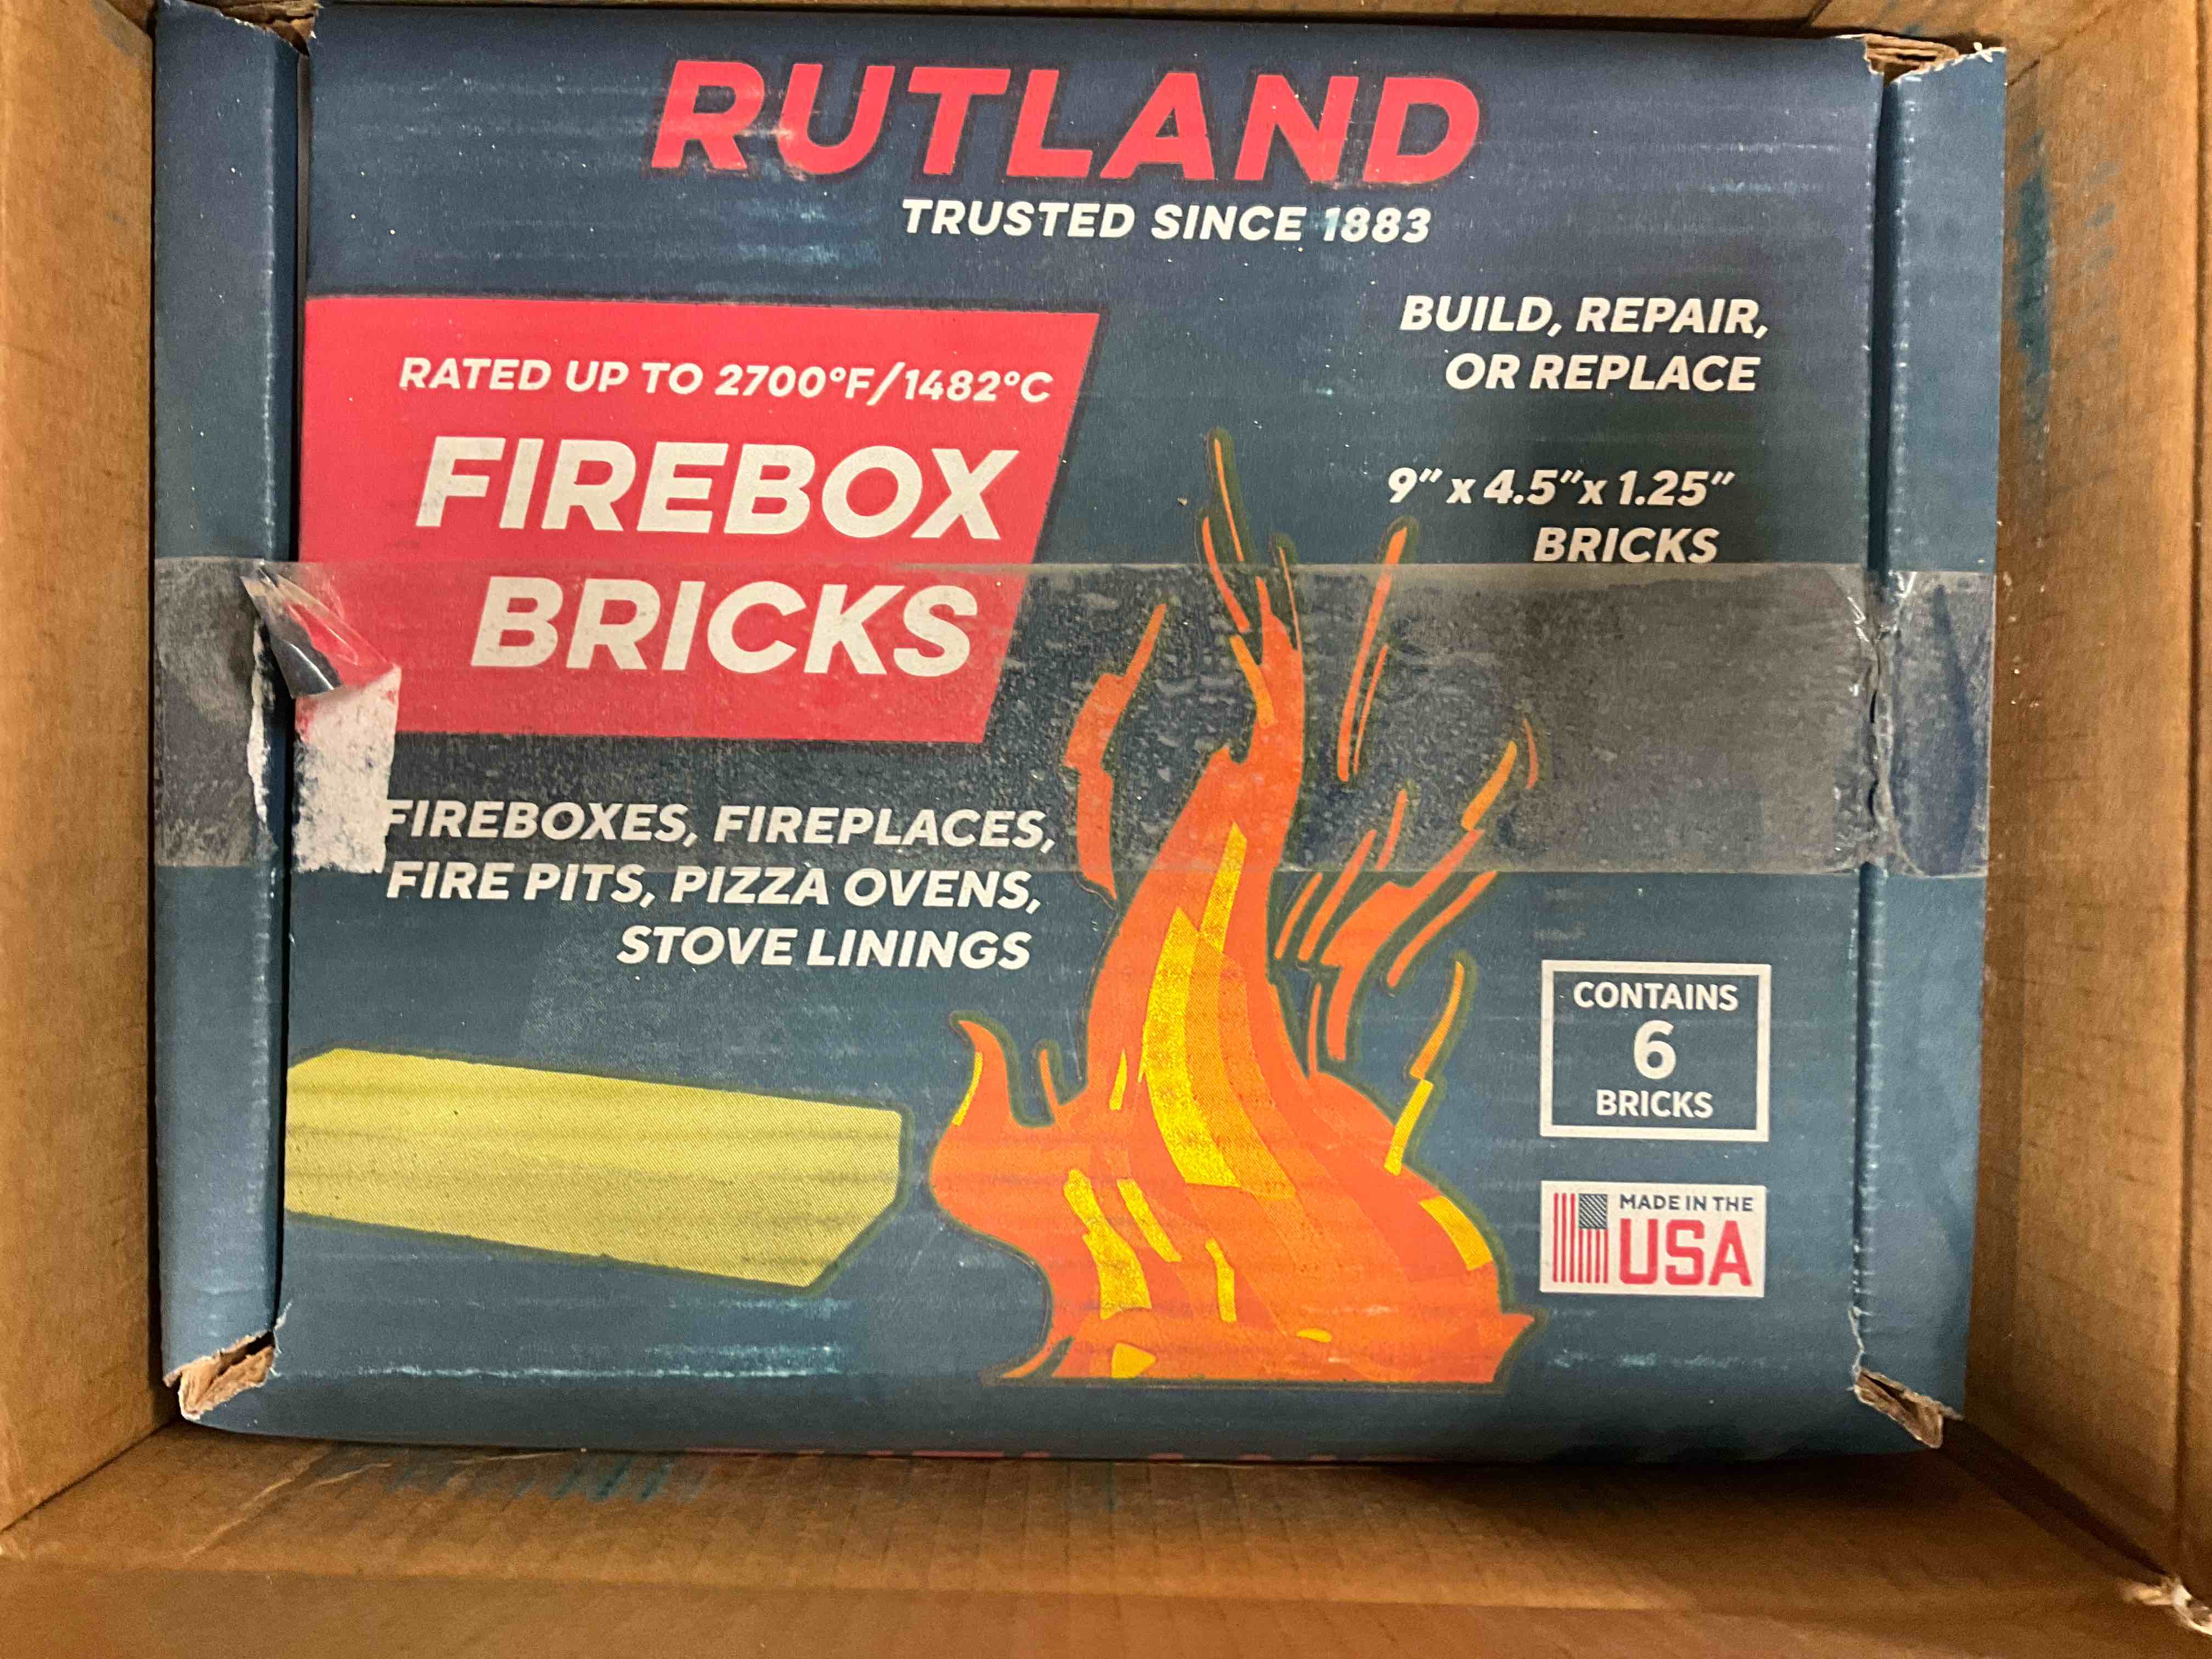 RUTLAND
TRUSTED SINCE 1883
RATED UP TO 2700°F/1482°C
FIREBOX
BRICKS
BUILD, REPAIR,
OR REPLACE
9" x 4.5"x 1.25"
BRICKS
FIREBOXES, FIREPLACES,
FIRE PITS, PIZZA OVENS,
STOVE LININGS
CONTAINS
6
BRICKS
MADE IN THE
USA